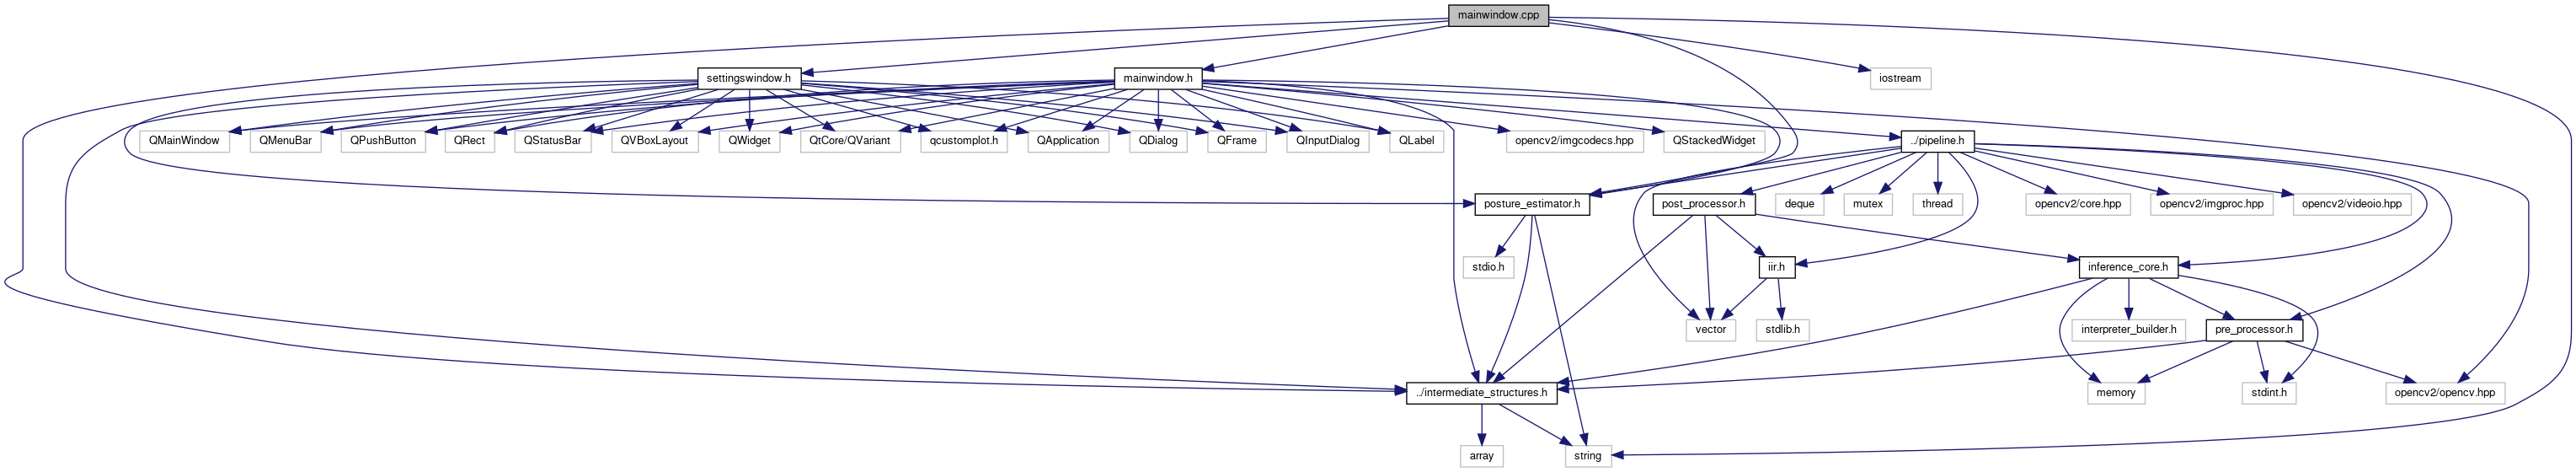 mainwindow.cpp
settingswindow.h
mainwindow.h
iostream
QMainWindow
QMenuBar
QPushButton
QRect
QStatusBar
QVBoxLayout
QWidget
QtCore/QVariant
qcustomplot.h
QApplication
QDialog
QFrame
QInputDialog
QLabel
opencv2/imgcodecs.hpp
QStackedWidget
../pipeline.h
posture_estimator.h
post_processor.h
deque
mutex
thread
opencv2/core.hpp
opencv2/imgproc.hpp
opencv2/videoio.hpp
stdio.h
iir.h
inference_core.h
vector
stdlib.h
interpreter_builder.h
pre_processor.h
../intermediate_structures.h
memory
stdint.h
opencv2/opencv.hpp
array
string